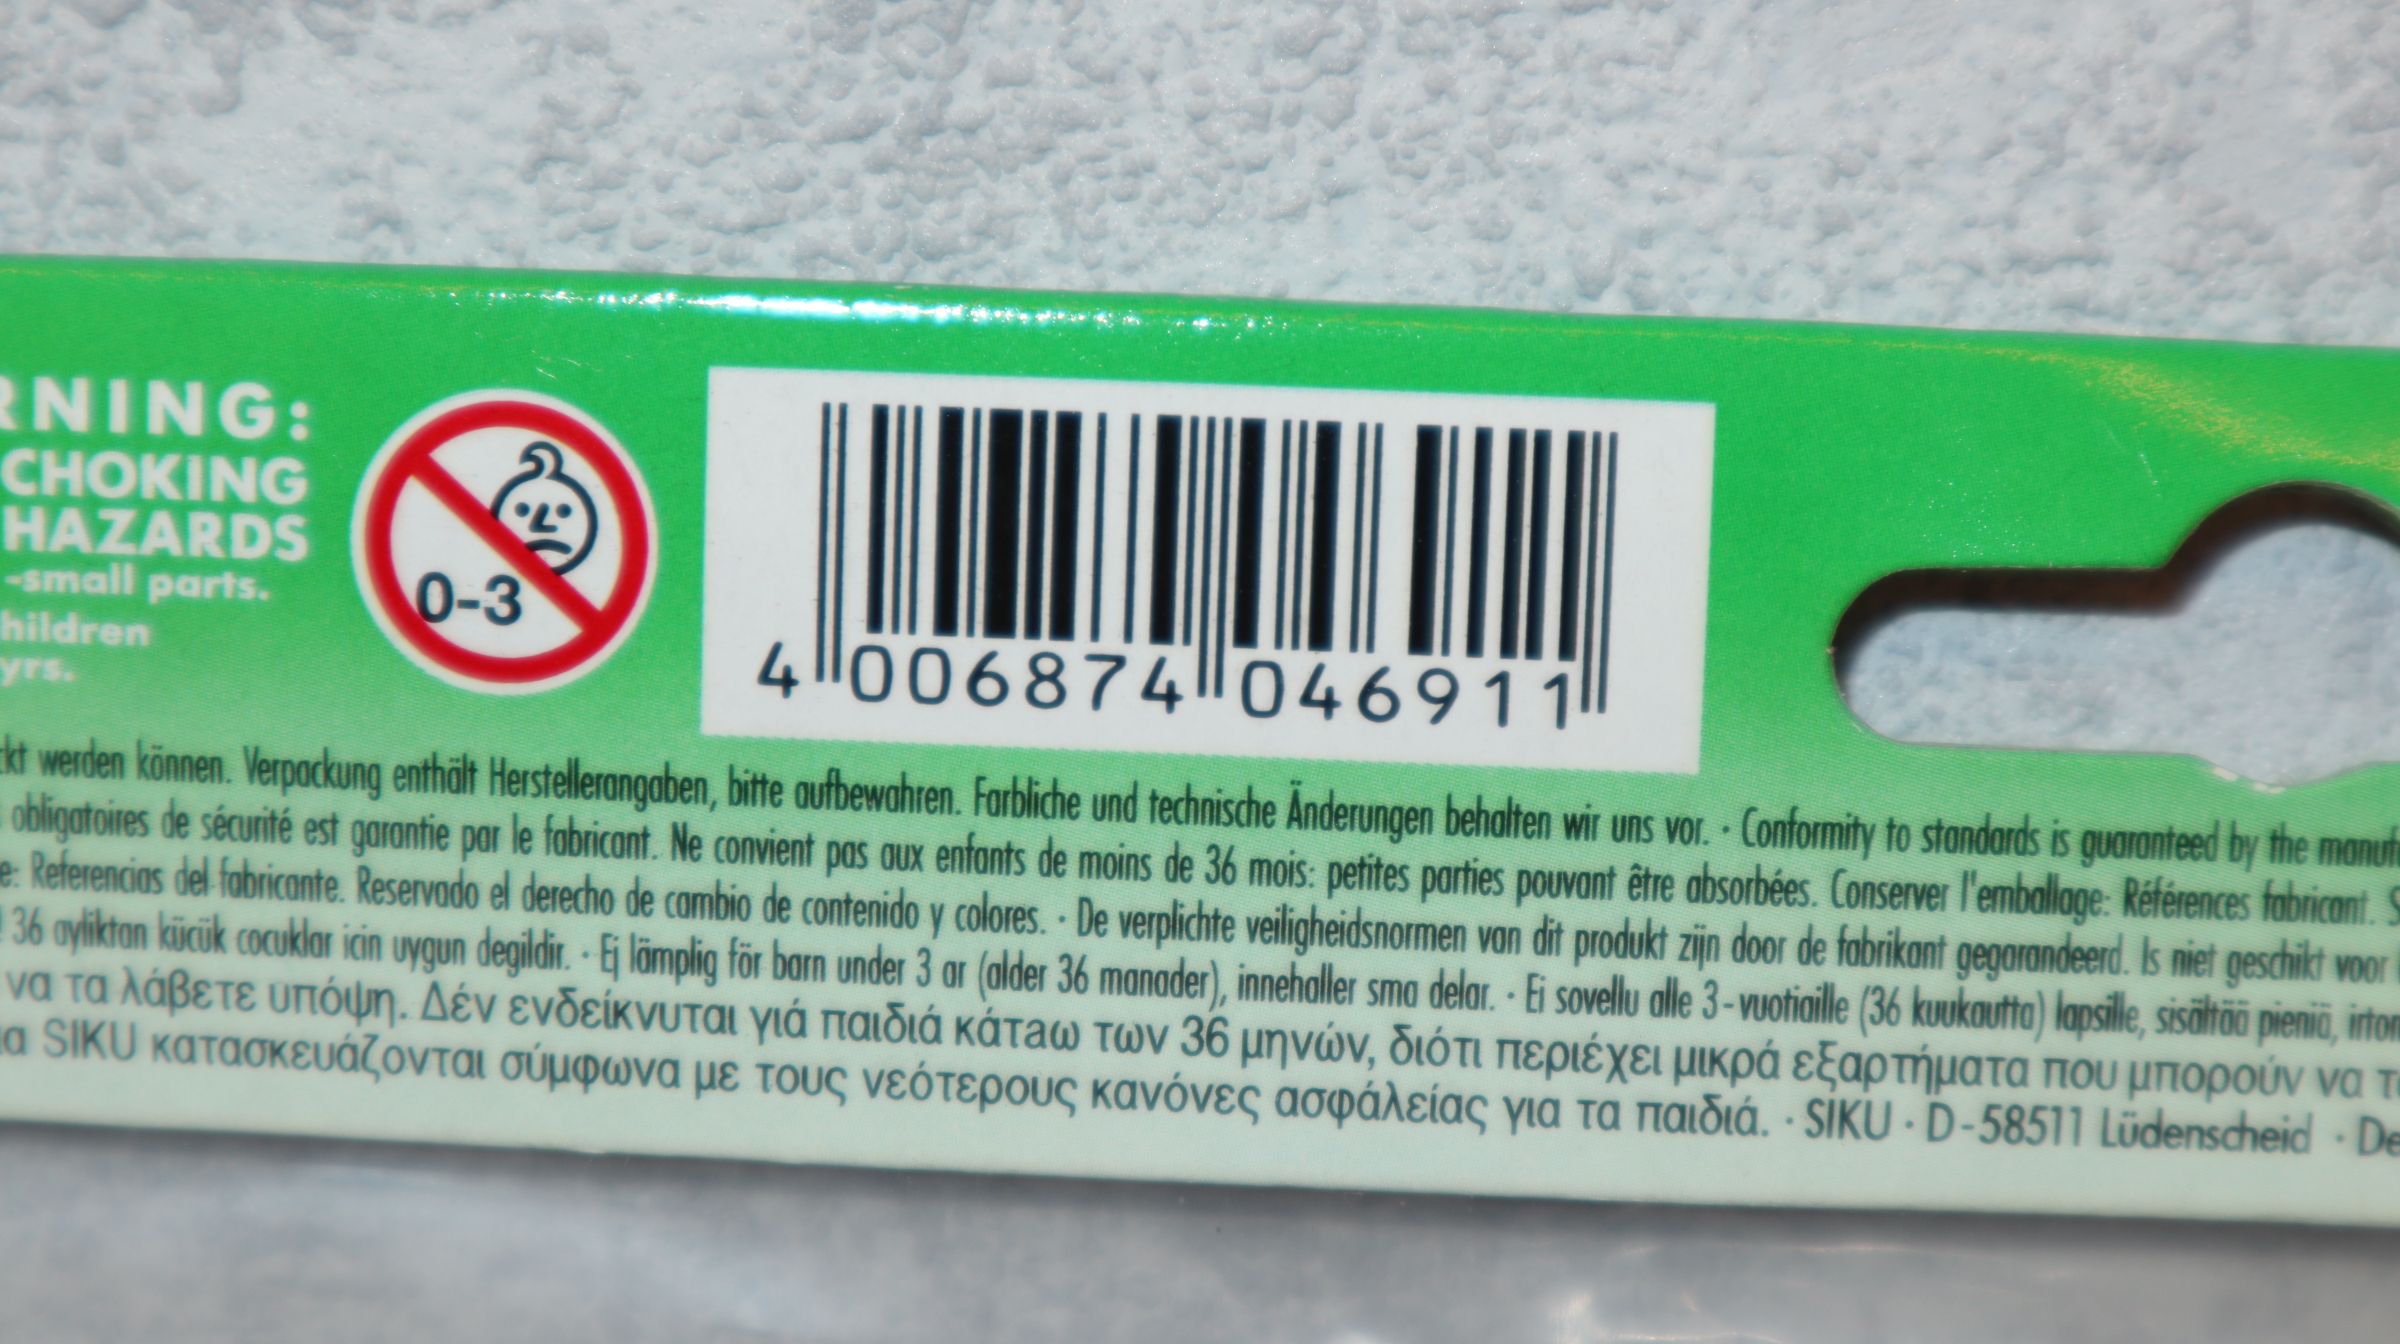 RNING:
CHOKING
HAZARDS
-small parts.
hildren
yrs.
0-3
4 006874 046911
kt werden können. Verpackung enthält Herstellerangaben, bitte aufbewahren. Farbliche und technische Änderungen behalten wir uns vor. · Conformity to standards is guaranteed by the manuf
obligatoires de sécurité est garantie par le fabricant. Ne convient pas aux enfants de moins de 36 mois: petites parties pouvant être absorbées. Conserver l'emballage: Références fabricant. S
e: Referencias del fabricante. Reservado el derecho de cambio de contenido y colores. · De verplichte veiligheidsnormen van dit produkt zijn door de fabrikant gegarandeerd. Is niet geschikt voor
36 ayliktan kücük cocuklar icin uygun degildir. · Ej lämplig för barn under 3 ar (alder 36 manader), innehaller sma delar. · Ei sovellu alle 3-vuotiaille (36 kuukautta) lapsille, sisältää pieniä, irton
να τα λάβετε υπόψη. Δέν ενδείκνυται γιά παιδιά κάταω των 36 μηνών, διότι περιέχει μικρά εξαρτήματα που μπορούν να τ
α SIKU κατασκευάζονται σύμφωνα με τους νεότερους κανόνες ασφάλείας για τα παιδιά. · SIKU · D-58511 Lüdenscheid · De